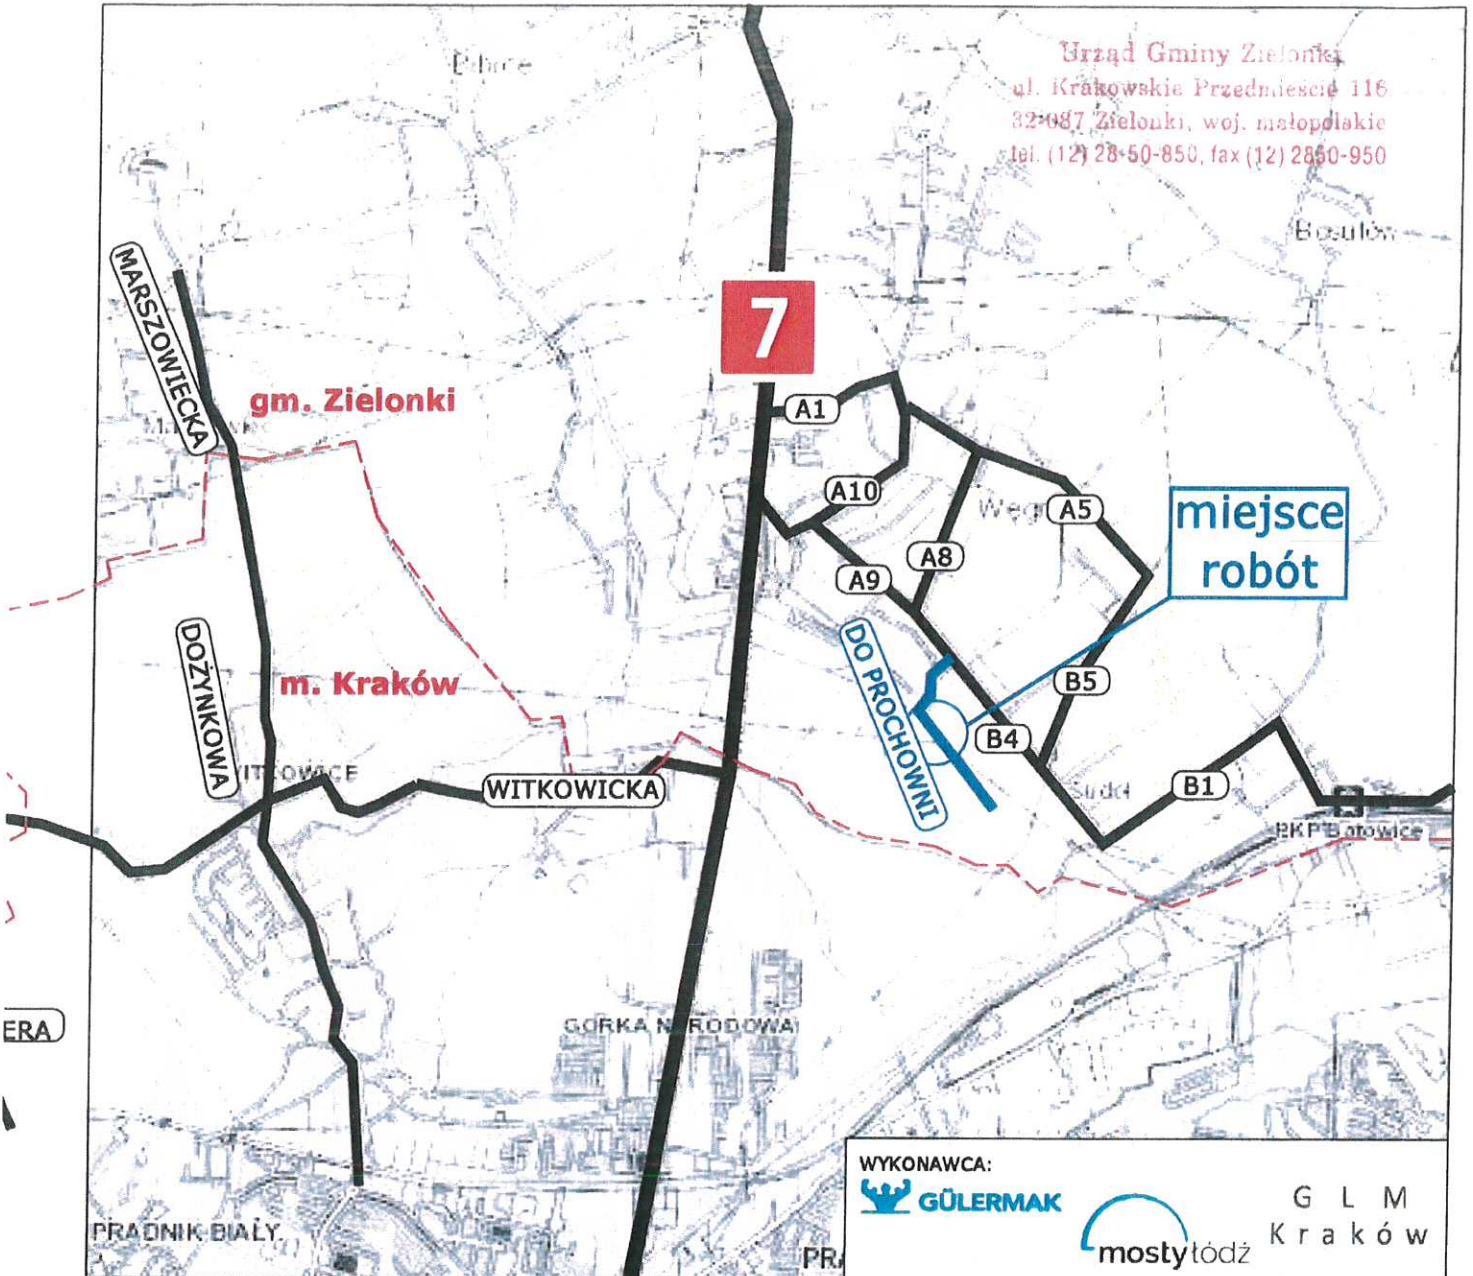 Urząd Gminy Zielonki
ul. Krakowskie Przedmieście 116
32-087 Zielonki, woj. małopolskie
tel. (12) 28-50-850, fax (12) 2850-950
Bibice
Bosutów
MARSZOWIECKA
7
gm. Zielonki
A1
A10
A5
miejsce
robót
A8
A9
DOŻYNKOWA
m. Kraków
DO PROCHOWNI
B5
B4
WITKOWICKA
B1
Sudół
PKP Batowice
ERA
GÓRKA NARODOWA
WYKONAWCA:
GÜLERMAK
mosty łódź
G L M
Kraków
PRĄDNIK BIAŁY